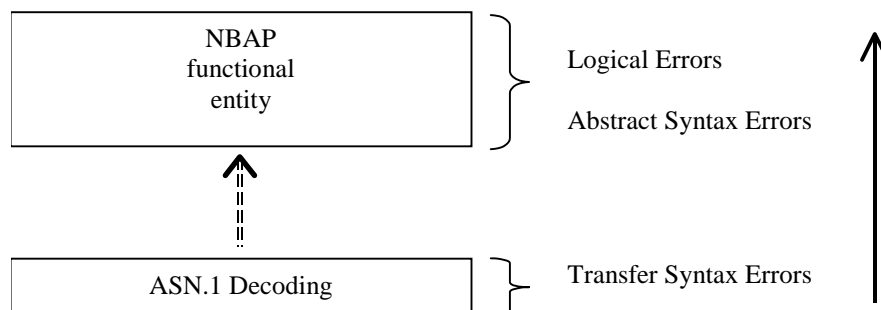 NBAP
functional
entity
Logical Errors
Abstract Syntax Errors
ASN.1 Decoding
Transfer Syntax Errors